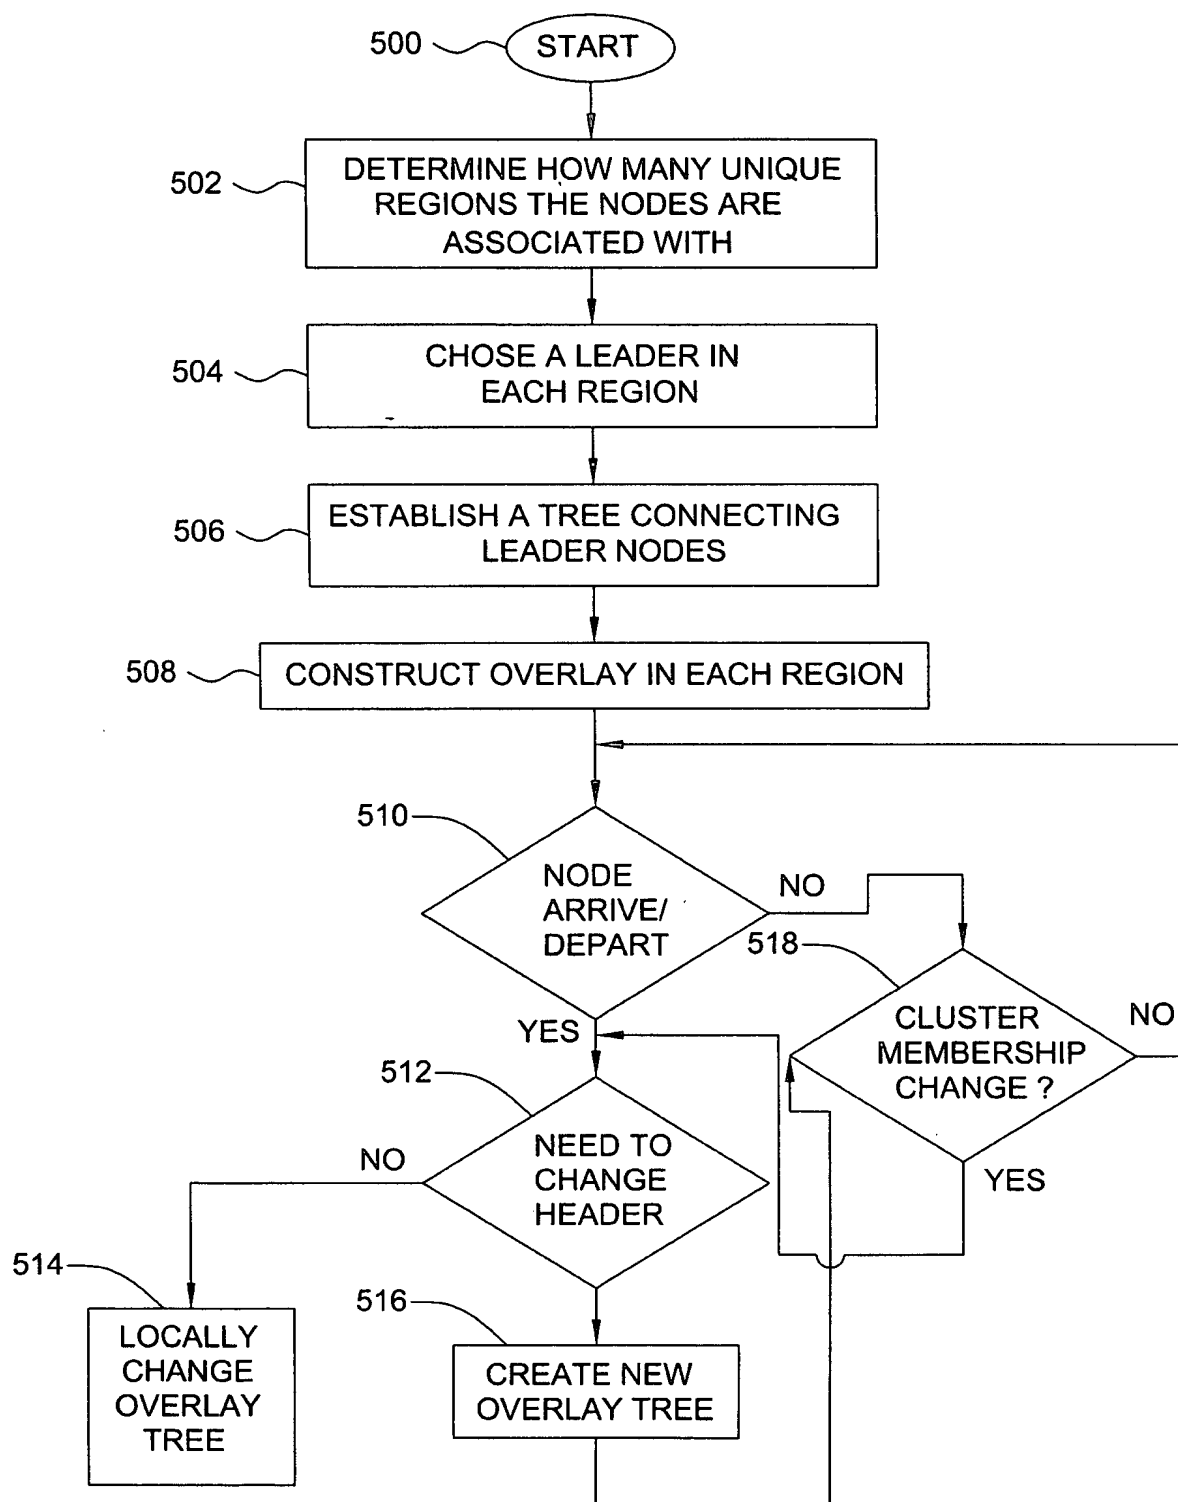 500
START
502
DETERMINE HOW MANY UNIQUE
REGIONS THE NODES ARE
ASSOCIATED WITH
504
CHOSE A LEADER IN
EACH REGION
506
ESTABLISH A TREE CONNECTING
LEADER NODES
508
CONSTRUCT OVERLAY IN EACH REGION
510
NODE
ARRIVE/
DEPART
NO
518
CLUSTER
MEMBERSHIP
CHANGE ?
NO
YES
YES
512
NEED TO
CHANGE
HEADER
NO
514
LOCALLY
CHANGE
OVERLAY
TREE
516
CREATE NEW
OVERLAY TREE